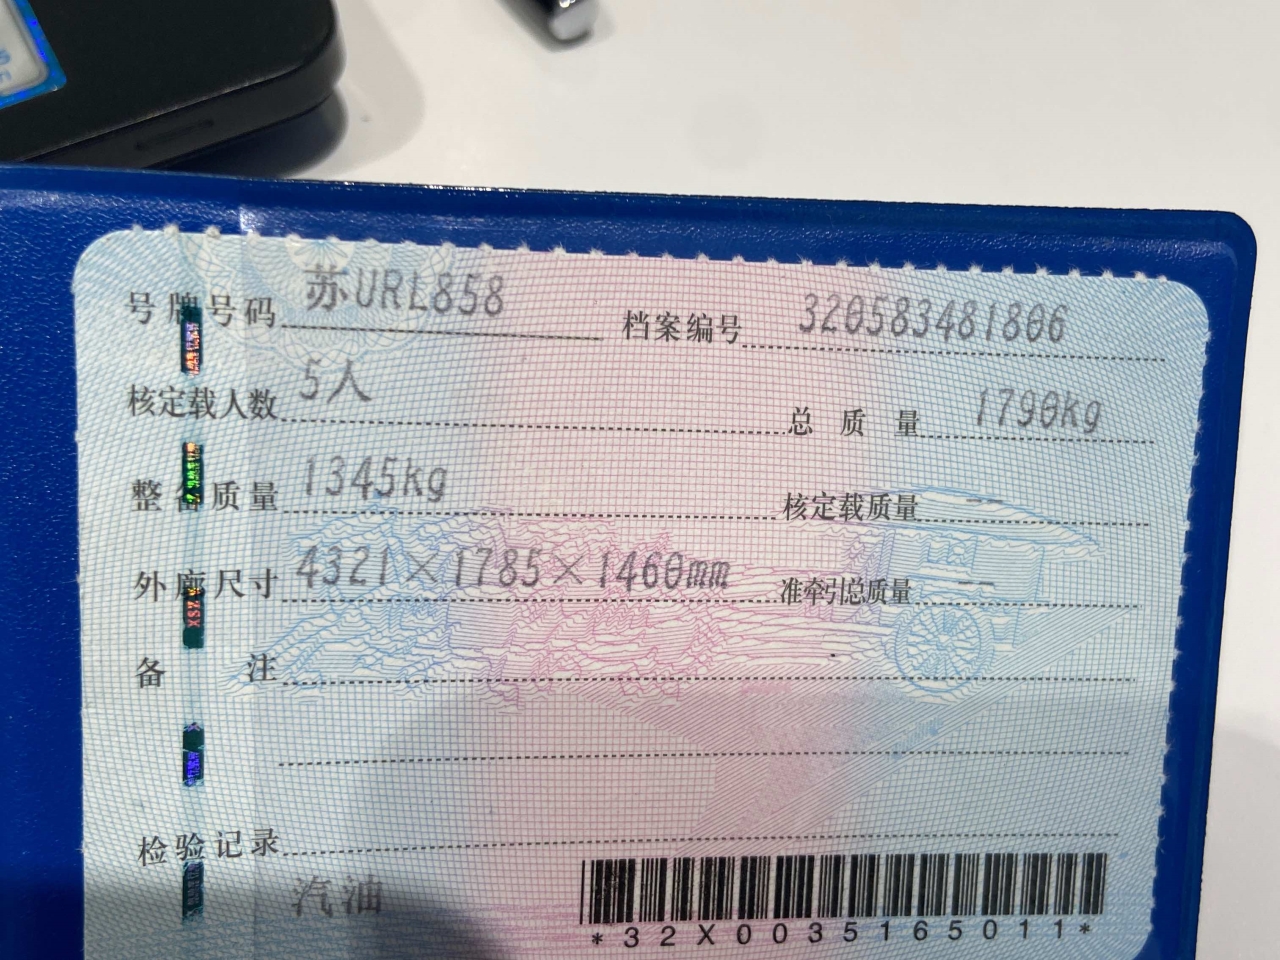 号牌号码 苏URL858 档案编号 320583481806
核定载人数 5人 总质量 1790kg
整备质量 1345kg 核定载质量 --
外廓尺寸 4321×1785×1460mm 准牵引总质量 --
备注
检验记录
汽油
*32X0035165011*